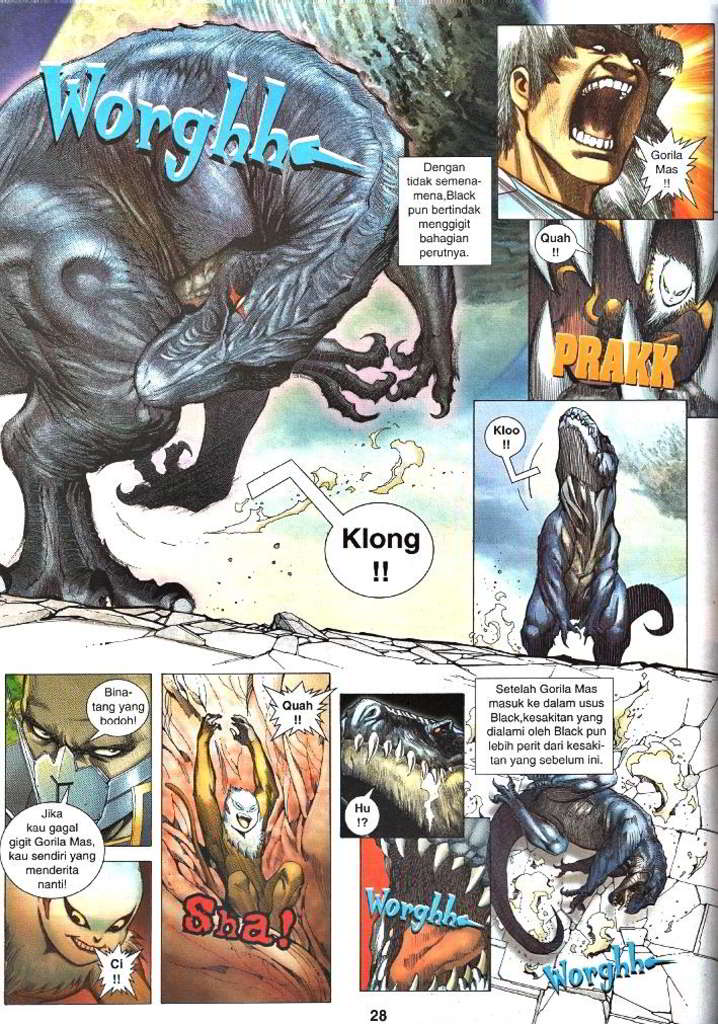 Worghh
Dengan
tidak semena-
mena,Black
pun bertindak
menggigit
bahagian
perutnya.
Gorila
Mas
!!
Quah
!!
PRAKK
Kloo
!!
Klong
!!
Bina-
tang yang
bodoh!
Jika
kau gagal
gigit Gorila Mas,
kau sendiri yang
menderita
nanti!
Ci
!!
Quah
!!
Sha!
Hu
!?
Worghh
Setelah Gorila Mas
masuk ke dalam usus
Black,kesakitan yang
dialami oleh Black pun
lebih perit dari kesaki-
tan yang sebelum ini.
Worghh
28